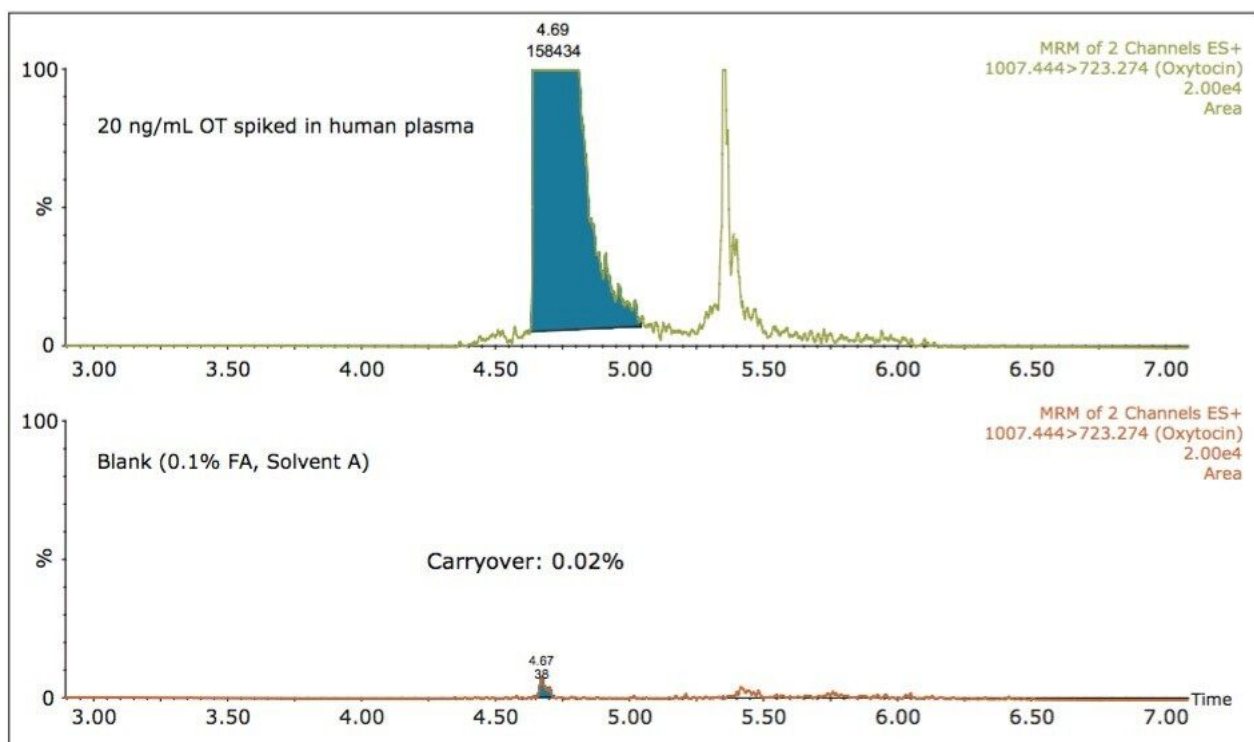 4.69
158434
MRM of 2 Channels ES+
1007.444>723.274 (Oxytocin)
2.00e4
Area
100
20 ng/mL OT spiked in human plasma
%
0
3.00 3.50 4.00 4.50 5.00 5.50 6.00 6.50 7.00
MRM of 2 Channels ES+
1007.444>723.274 (Oxytocin)
2.00e4
Area
100
Blank (0.1% FA, Solvent A)
%
Carryover: 0.02%
4.67
38
0
Time
3.00 3.50 4.00 4.50 5.00 5.50 6.00 6.50 7.00